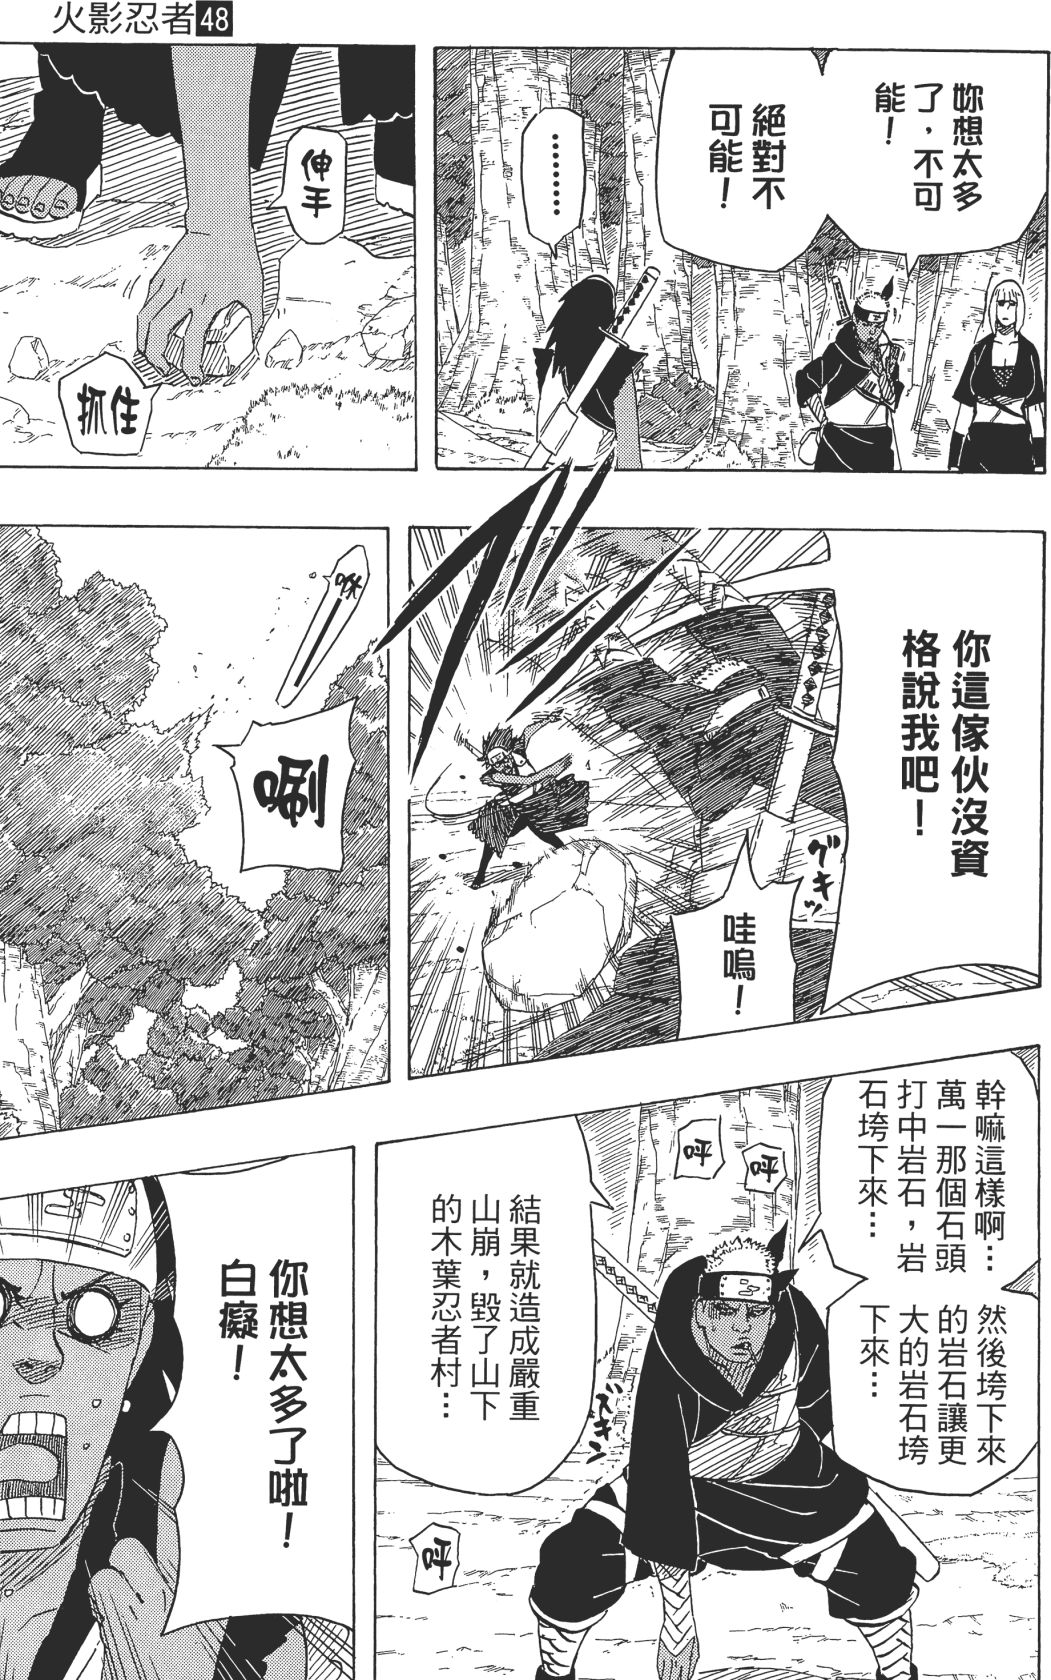 火影忍者48
妳想太多
了，不可
能！
絕對不
可能！
………
伸手
抓住
你這傢伙沒資
格說我吧！
グキッ
哇嗚！
咻
唰
幹嘛這樣啊…
萬一那個石頭
打中岩石，岩
石垮下來…
然後垮下來
的岩石讓更
大的岩石垮
下來…
呼
呼
結果就造成嚴重
山崩，毀了山下
的木葉忍者村…
ズキン
呼
你想太多了啦！
白癡！